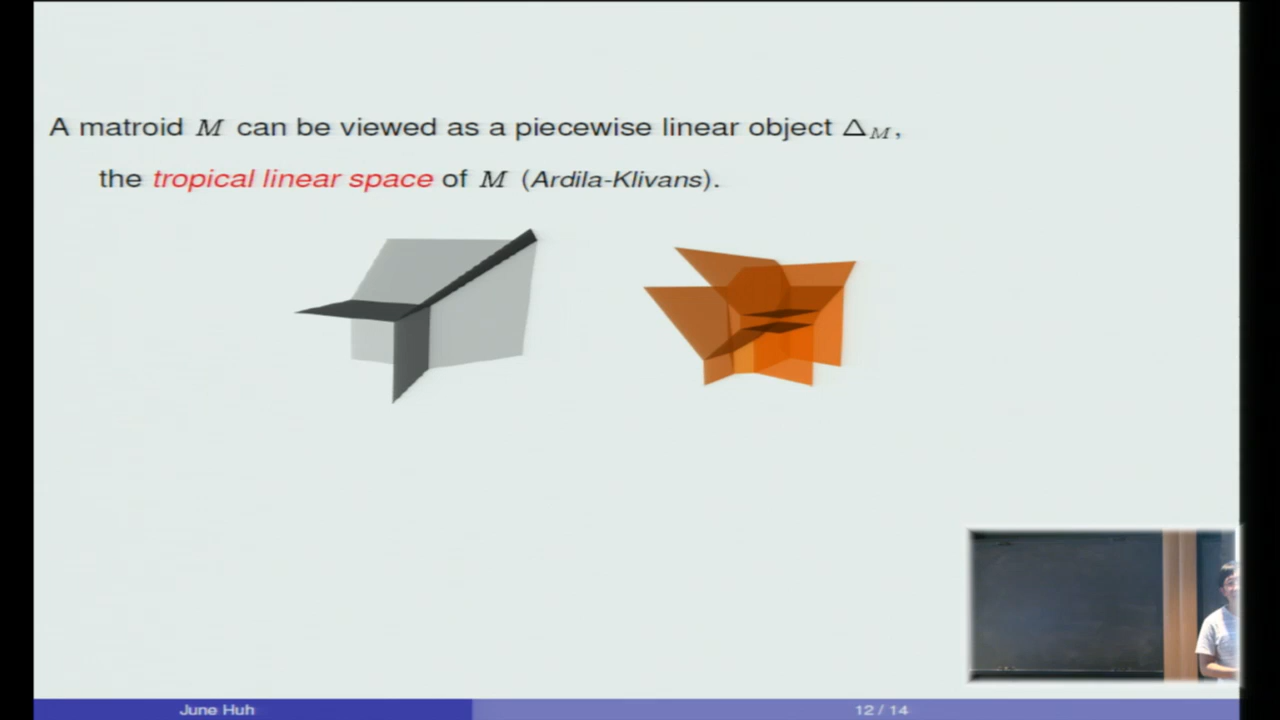 A matroid M can be viewed as a piecewise linear object Δ_M,
the tropical linear space of M (Ardila-Klivans).
June Huh
12 / 14